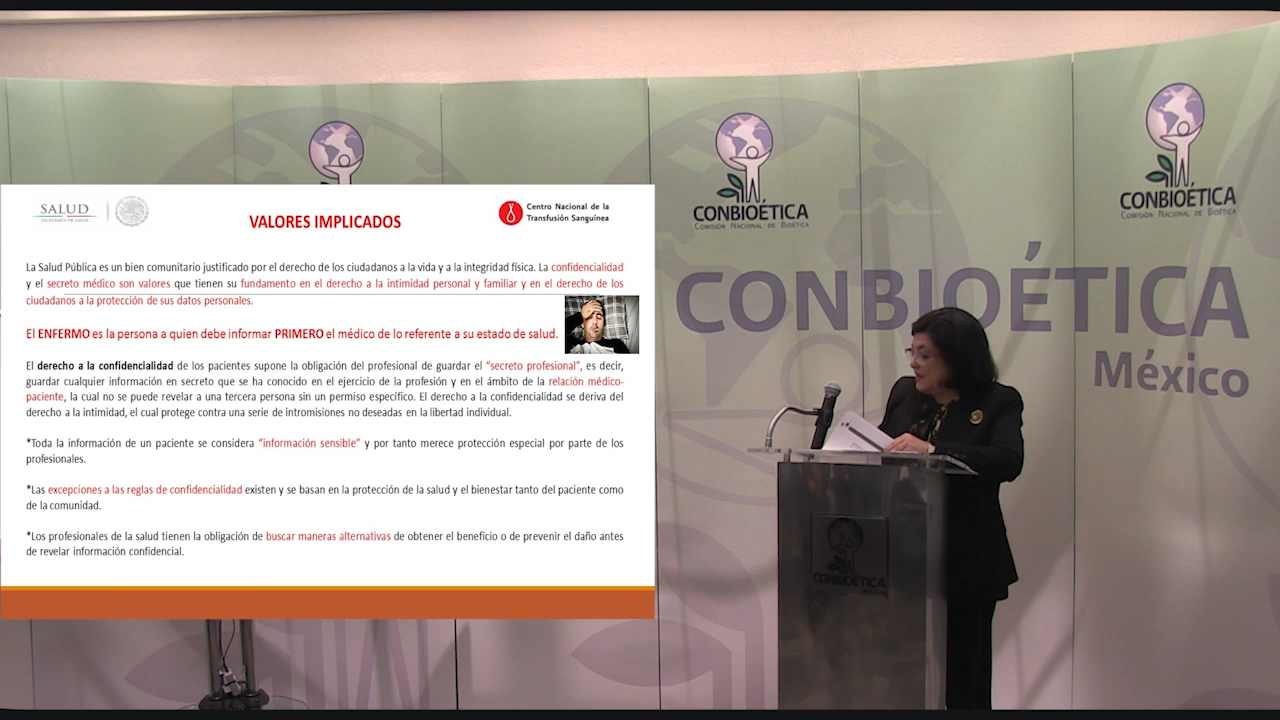 SALUD
SECRETARÍA DE SALUD
VALORES IMPLICADOS
Centro Nacional de la
Transfusión Sanguínea
La Salud Pública es un bien comunitario justificado por el derecho de los ciudadanos a la vida y a la integridad física. La confidencialidad
y el secreto médico son valores que tienen su fundamento en el derecho a la intimidad personal y familiar y en el derecho de los
ciudadanos a la protección de sus datos personales.
El ENFERMO es la persona a quien debe informar PRIMERO el médico de lo referente a su estado de salud.
El derecho a la confidencialidad de los pacientes supone la obligación del profesional de guardar el “secreto profesional”, es decir,
guardar cualquier información en secreto que se ha conocido en el ejercicio de la profesión y en el ámbito de la relación médico-
paciente, la cual no se puede revelar a una tercera persona sin un permiso específico. El derecho a la confidencialidad se deriva del
derecho a la intimidad, el cual protege contra una serie de intromisiones no deseadas en la libertad individual.
*Toda la información de un paciente se considera “información sensible” y por tanto merece protección especial por parte de los
profesionales.
*Las excepciones a las reglas de confidencialidad existen y se basan en la protección de la salud y el bienestar tanto del paciente como
de la comunidad.
*Los profesionales de la salud tienen la obligación de buscar maneras alternativas de obtener el beneficio o de prevenir el daño antes
de revelar información confidencial.
CONBIOÉTICA
COMISIÓN NACIONAL DE BIOÉTICA
CONBIOÉTICA
COMISIÓN NACIONAL DE BIOÉTICA
CONBIOÉTICA
México
CONBIOÉTICA